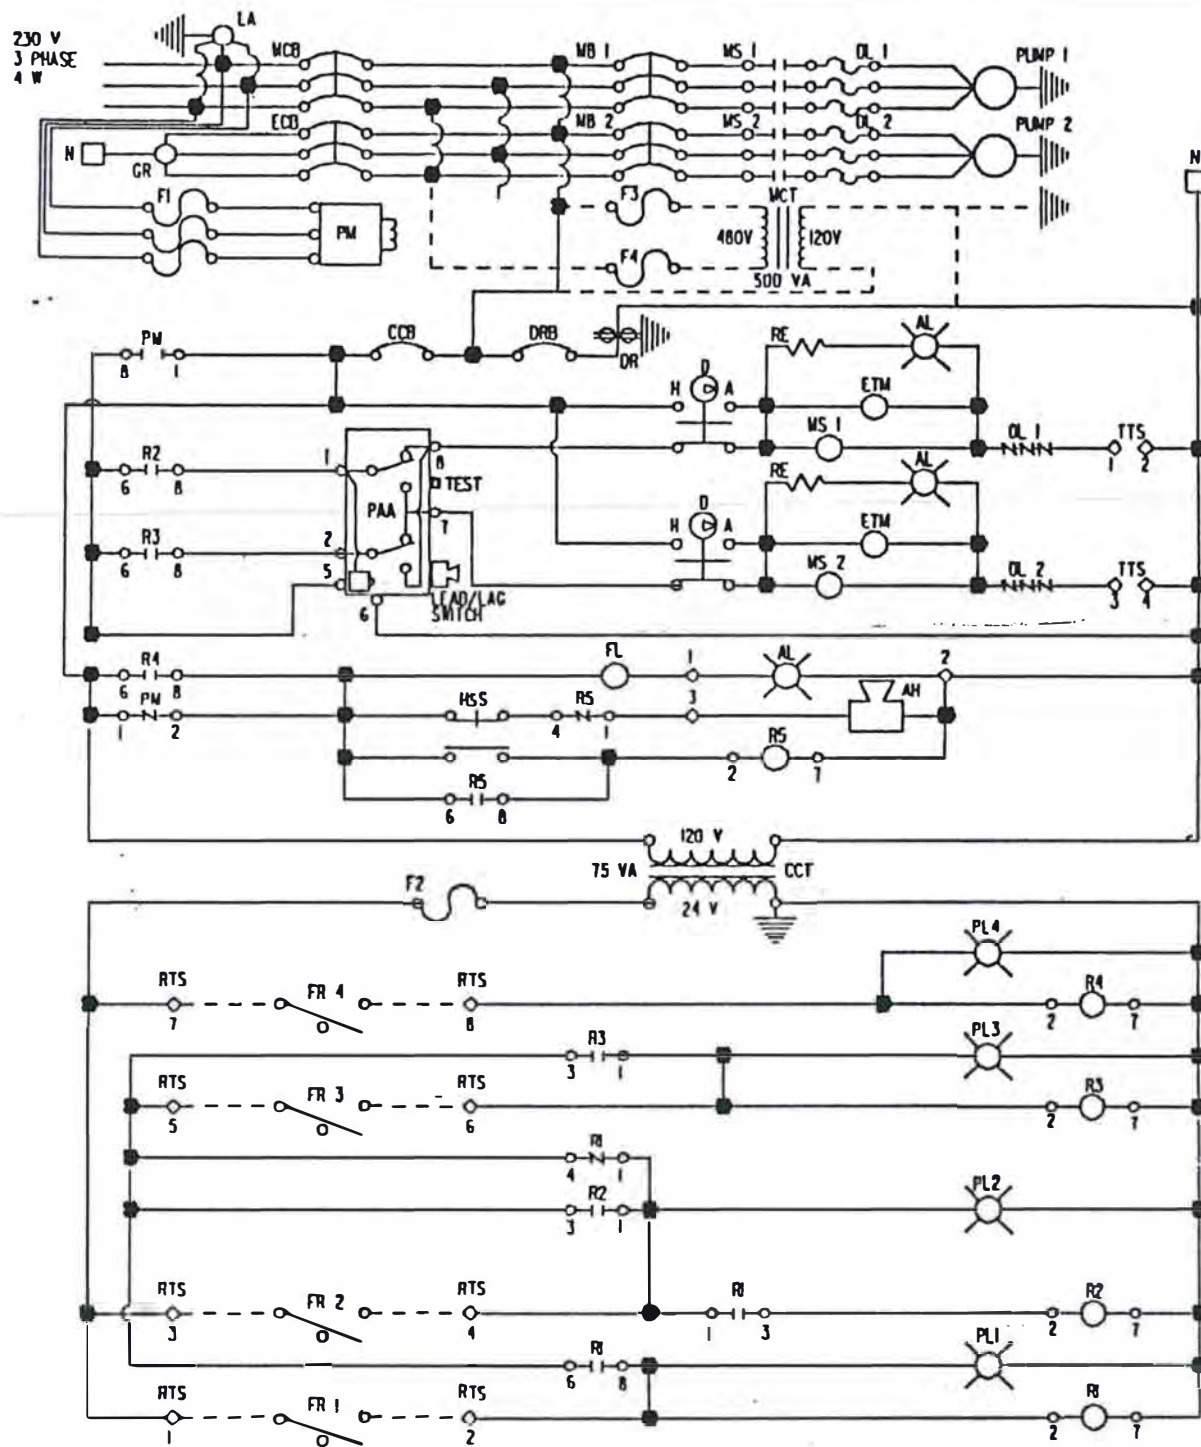 LA
230 V
3 PHASE
4 W
MCB
MB 1
MS 1
OL 1
PUMP 1
ECB
MB 2
MS 2
OL 2
PUMP 2
N
GR
N
F1
PM
F3
MCT
480V
120V
F4
500 VA
PM
8
1
CCB
DRB
DR
RE
AL
D
H
A
ETM
MS 1
OL 1
TTS
1
2
R2
6
8
1
8
TEST
PAA
7
RE
AL
D
H
A
ETM
R3
6
8
2
5
6
LEAD/LAG
SWITCH
MS 2
OL 2
TTS
3
4
R4
6
8
FL
1
AL
2
PM
1
2
HSS
R5
4
1
3
AH
R5
2
7
R5
6
8
120 V
75 VA
CCT
F2
24 V
PL4
RTS
7
FR 4
RTS
8
R4
2
7
R3
3
1
PL3
RTS
5
FR 3
RTS
6
R3
2
7
R1
4
1
R2
3
1
PL2
RTS
3
FR 2
RTS
4
R1
1
3
R2
2
7
R1
6
8
PL1
RTS
1
FR 1
RTS
2
R1
2
7